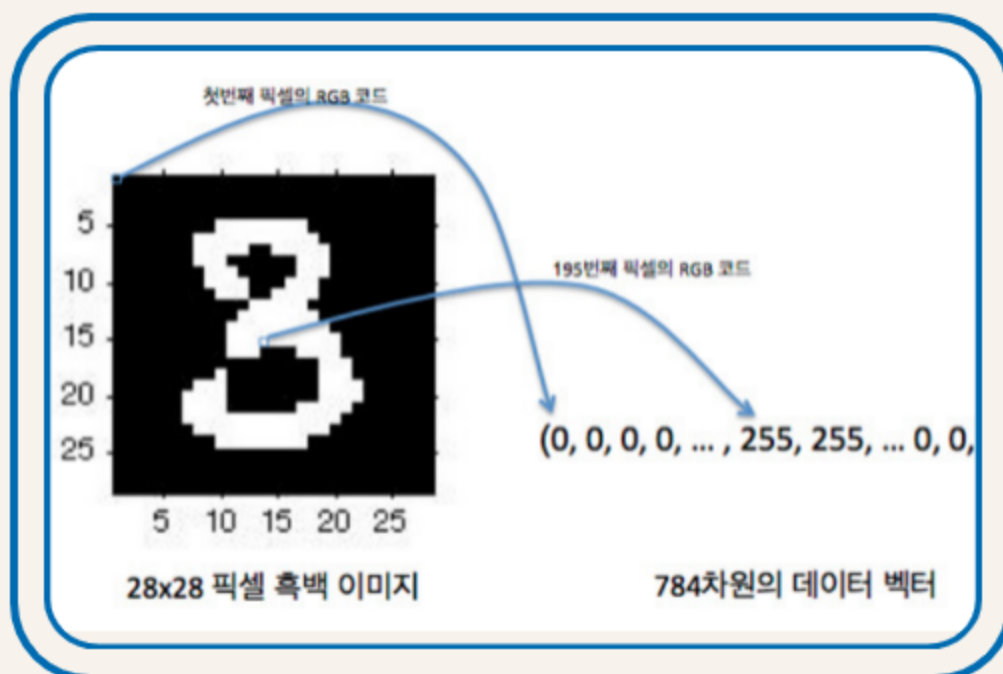 첫번째 픽셀의 RGB 코드
195번째 픽셀의 RGB 코드
5
10
15
20
25
5 10 15 20 25
(0, 0, 0, 0, ... , 255, 255, ... 0, 0,
28x28 픽셀 흑백 이미지
784차원의 데이터 벡터